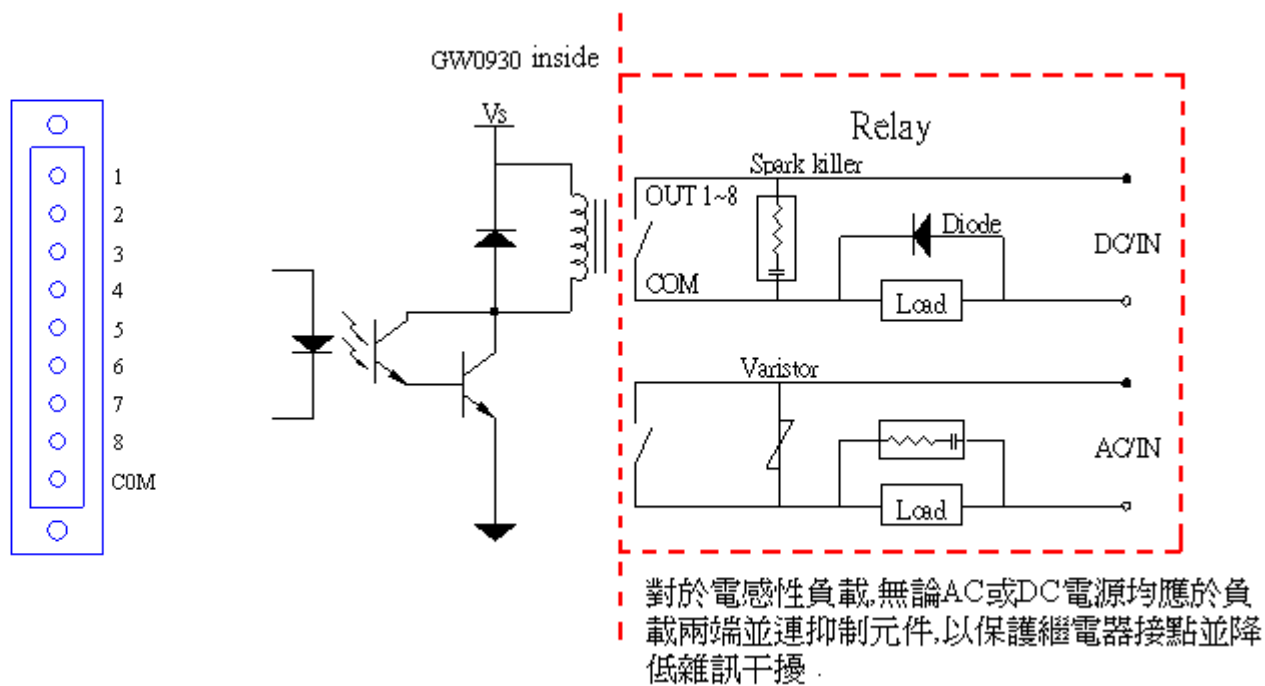 GW0930 inside
Vs
1
2
3
4
5
6
7
8
COM
Relay
Spark killer
OUT 1~8
COM
Diode
Load
DC/IN
Varistor
Load
AC/IN
對於電感性負載,無論AC或DC電源均應於負
載兩端並連抑制元件,以保護繼電器接點並降
低雜訊干擾.